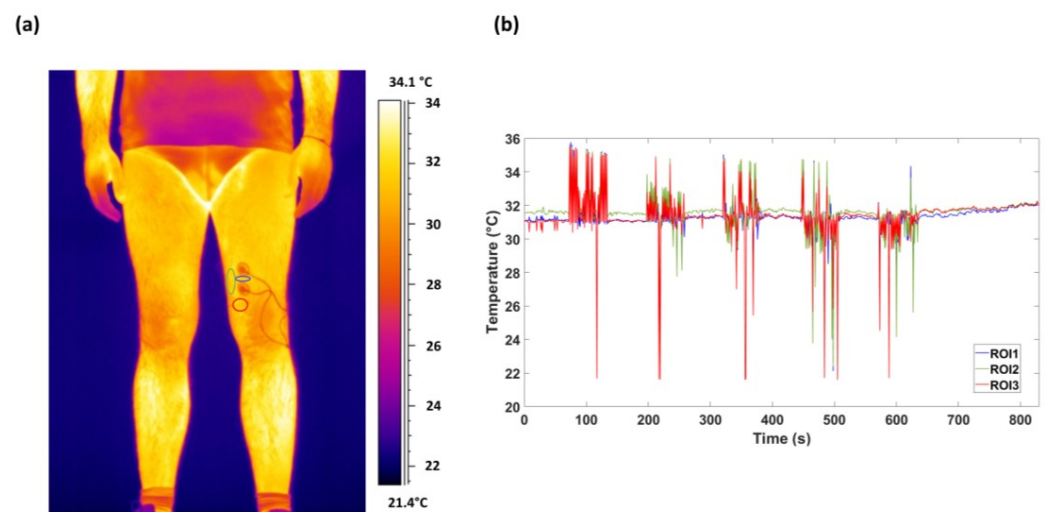 (a)
(b)
34.1 °C
34
32
30
28
26
24
22
21.4°C
Temperature (°C)
36
34
32
30
28
26
24
22
20
0 100 200 300 400 500 600 700 800
Time (s)
ROI1
ROI2
ROI3